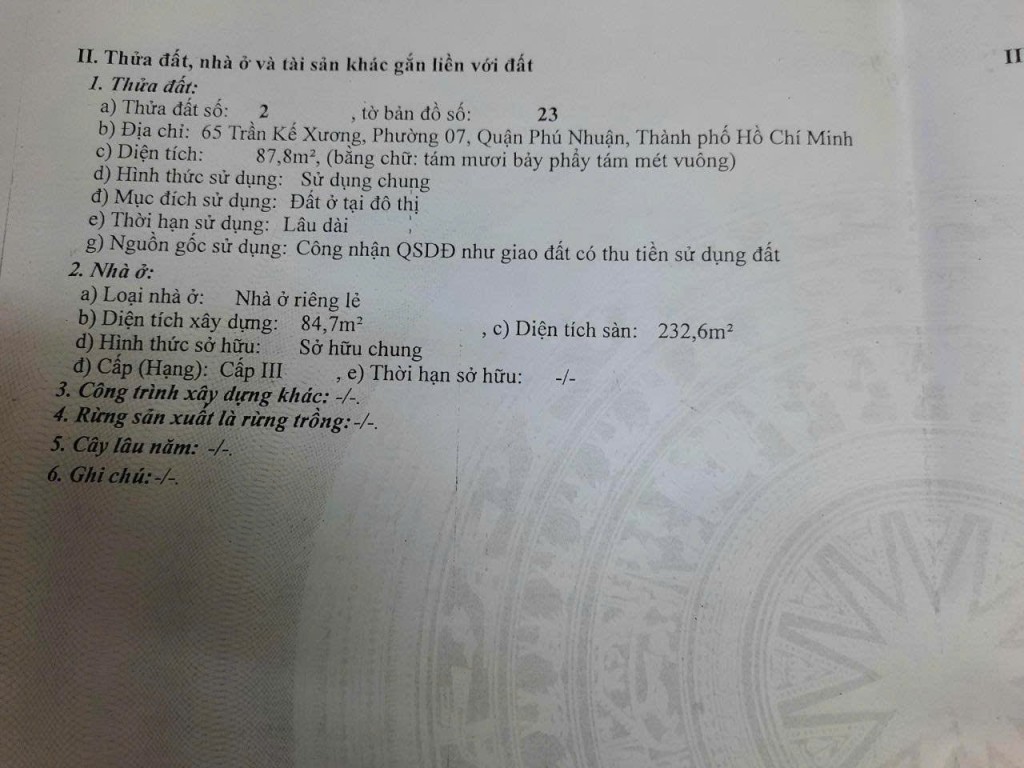 II. Thửa đất, nhà ở và tài sản khác gắn liền với đất
II
1. Thửa đất:
a) Thửa đất số: 2 , tờ bản đồ số: 23
b) Địa chỉ: 65 Trần Kế Xương, Phường 07, Quận Phú Nhuận, Thành phố Hồ Chí Minh
c) Diện tích: 87,8m², (bằng chữ: tám mươi bảy phẩy tám mét vuông)
d) Hình thức sử dụng: Sử dụng chung
đ) Mục đích sử dụng: Đất ở tại đô thị
e) Thời hạn sử dụng: Lâu dài
g) Nguồn gốc sử dụng: Công nhận QSDĐ như giao đất có thu tiền sử dụng đất
2. Nhà ở:
a) Loại nhà ở: Nhà ở riêng lẻ
b) Diện tích xây dựng: 84,7m² , c) Diện tích sàn: 232,6m²
d) Hình thức sở hữu: Sở hữu chung
đ) Cấp (Hạng): Cấp III , e) Thời hạn sở hữu: -/-
3. Công trình xây dựng khác: -/-.
4. Rừng sản xuất là rừng trồng: -/-.
5. Cây lâu năm: -/-.
6. Ghi chú: -/-.